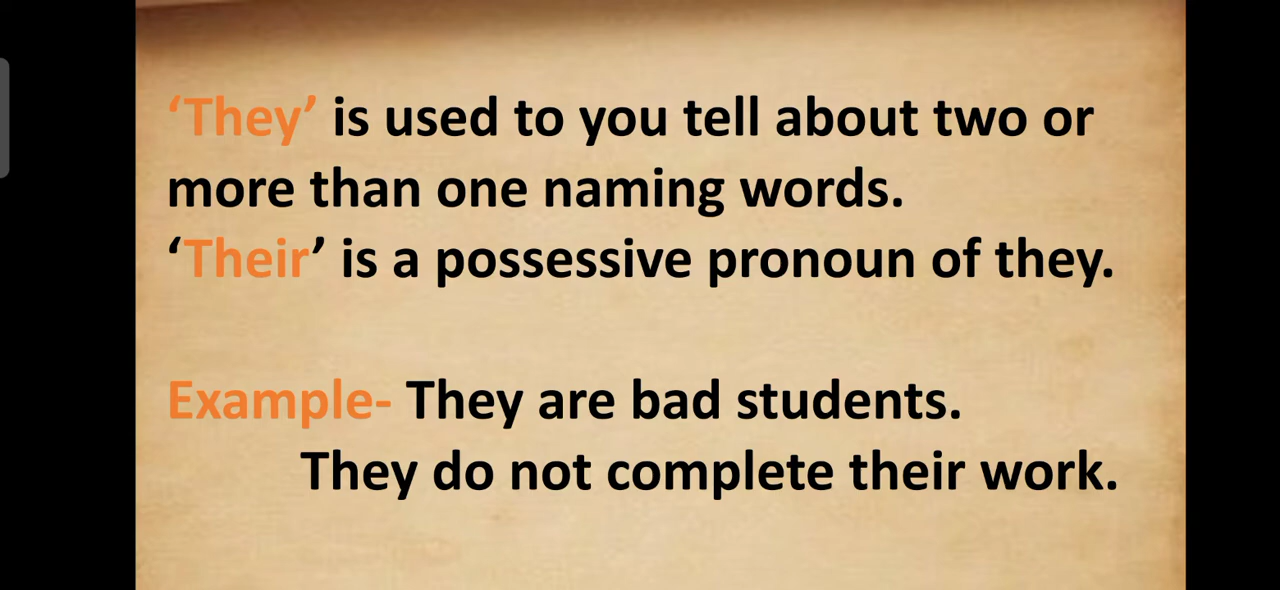 ‘They’ is used to you tell about two or
more than one naming words.
‘Their’ is a possessive pronoun of they.
Example- They are bad students.
They do not complete their work.